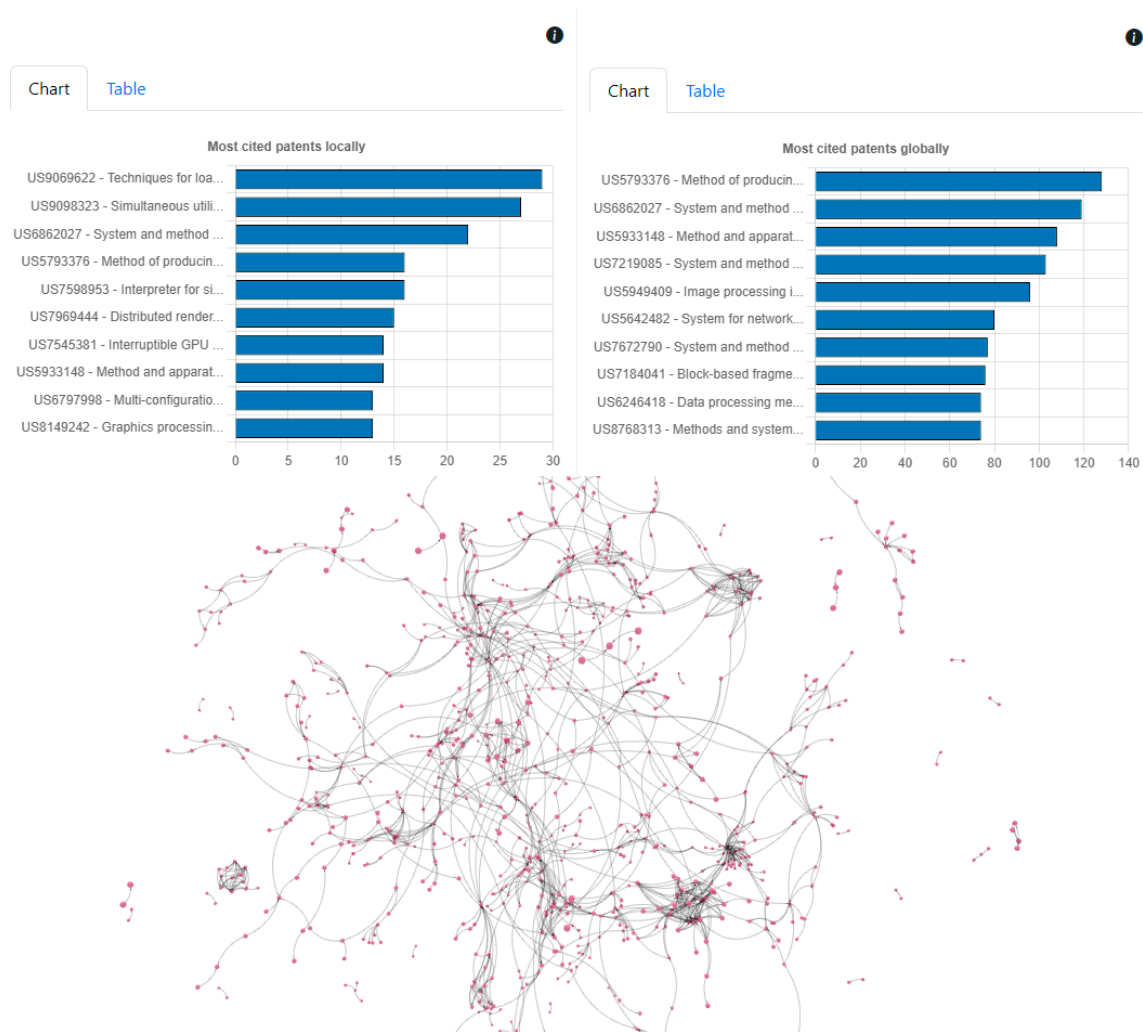 Chart
Table
Most cited patents locally
US9069622 - Techniques for loa...
US9098323 - Simultaneous utili...
US6862027 - System and method ...
US5793376 - Method of producin...
US7598953 - Interpreter for si...
US7969444 - Distributed render...
US7545381 - Interruptible GPU ...
US5933148 - Method and apparat...
US6797998 - Multi-configuratio...
US8149242 - Graphics processin...
0 5 10 15 20 25 30
Chart
Table
Most cited patents globally
US5793376 - Method of producin...
US6862027 - System and method ...
US5933148 - Method and apparat...
US7219085 - System and method ...
US5949409 - Image processing i...
US5642482 - System for network...
US7672790 - System and method ...
US7184041 - Block-based fragme...
US6246418 - Data processing me...
US8768313 - Methods and system...
0 20 40 60 80 100 120 140